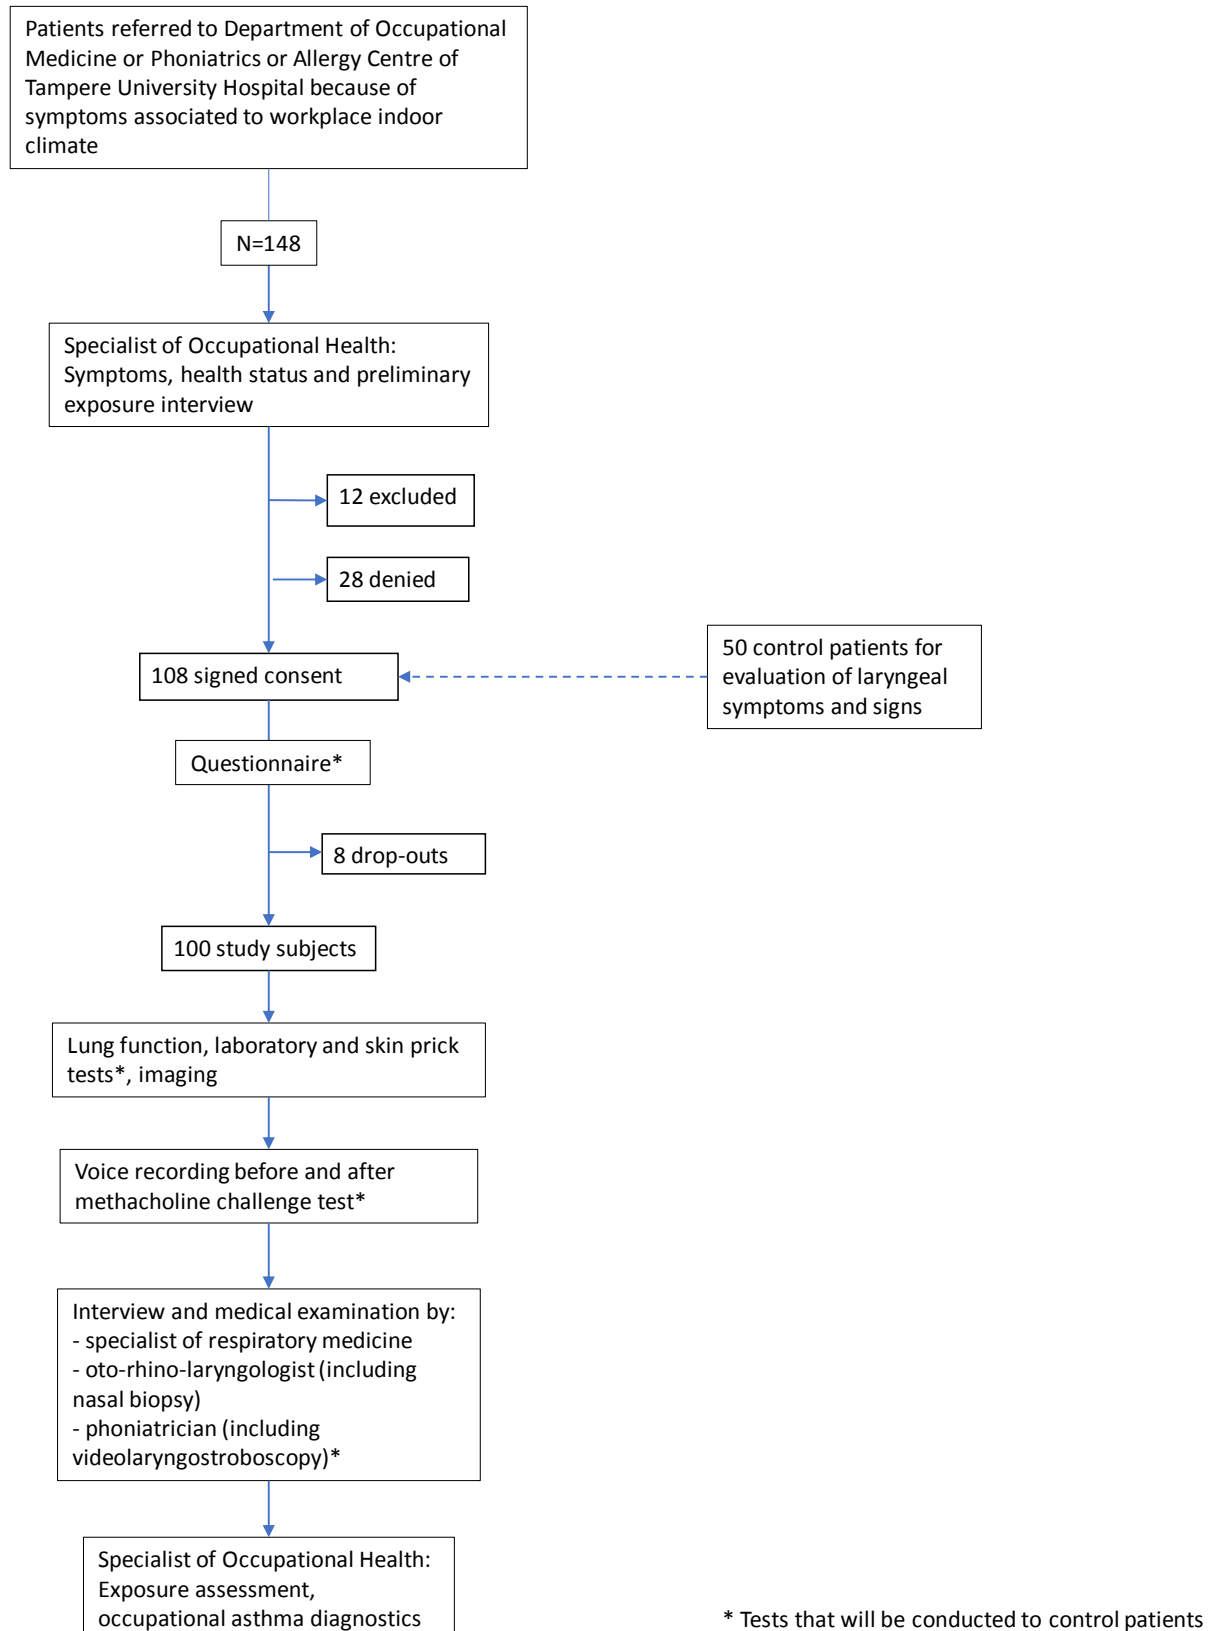 Patients referred to Department of Occupational
Medicine or Phoniatrics or Allergy Centre of
Tampere University Hospital because of
symptoms associated to workplace indoor
climate
N=148
Specialist of Occupational Health:
Symptoms, health status and preliminary
exposure interview
12 excluded
28 denied
108 signed consent
50 control patients for
evaluation of laryngeal
symptoms and signs
Questionnaire*
8 drop-outs
100 study subjects
Lung function, laboratory and skin prick
tests*, imaging
Voice recording before and after
methacholine challenge test*
Interview and medical examination by:
- specialist of respiratory medicine
- oto-rhino-laryngologist (including
nasal biopsy)
- phoniatrician (including
videolaryngostroboscopy)*
Specialist of Occupational Health:
Exposure assessment,
occupational asthma diagnostics
* Tests that will be conducted to control patients